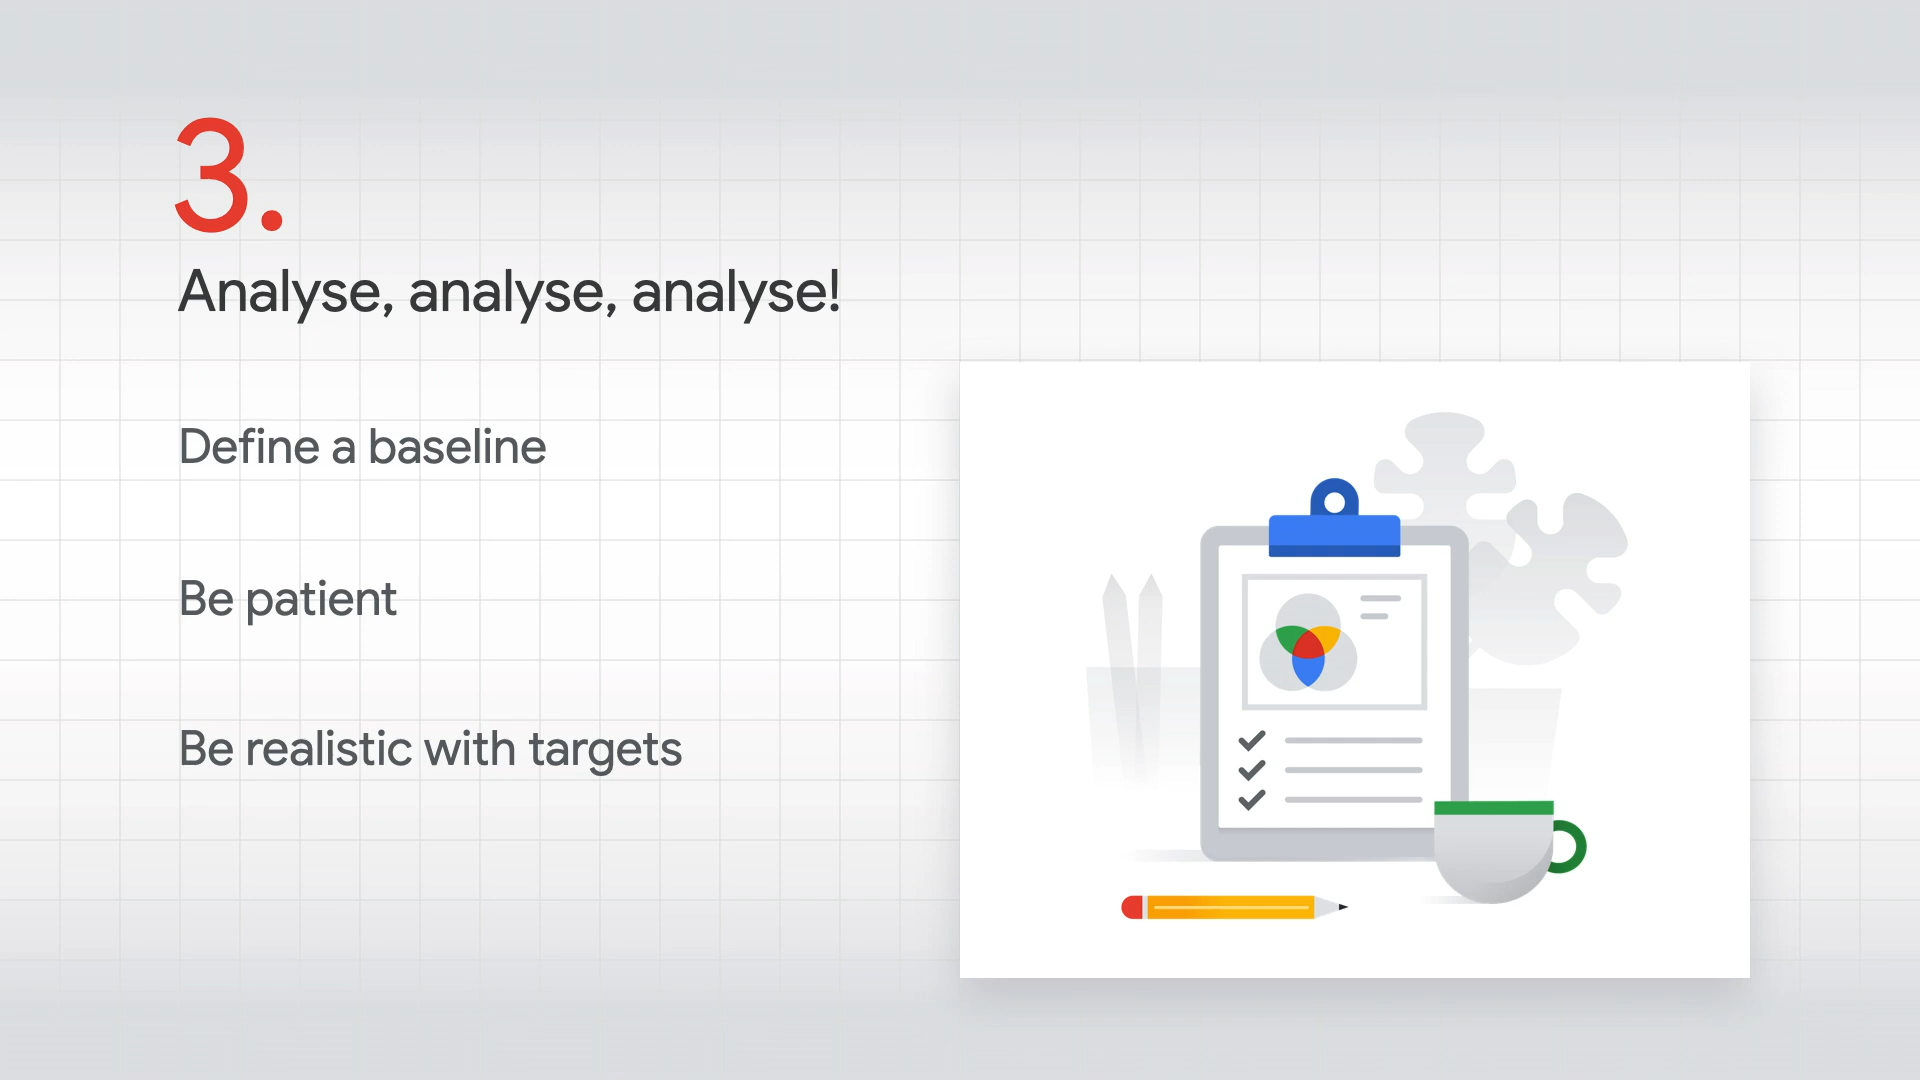 3.
Analyse, analyse, analyse!
Define a baseline
Be patient
Be realistic with targets